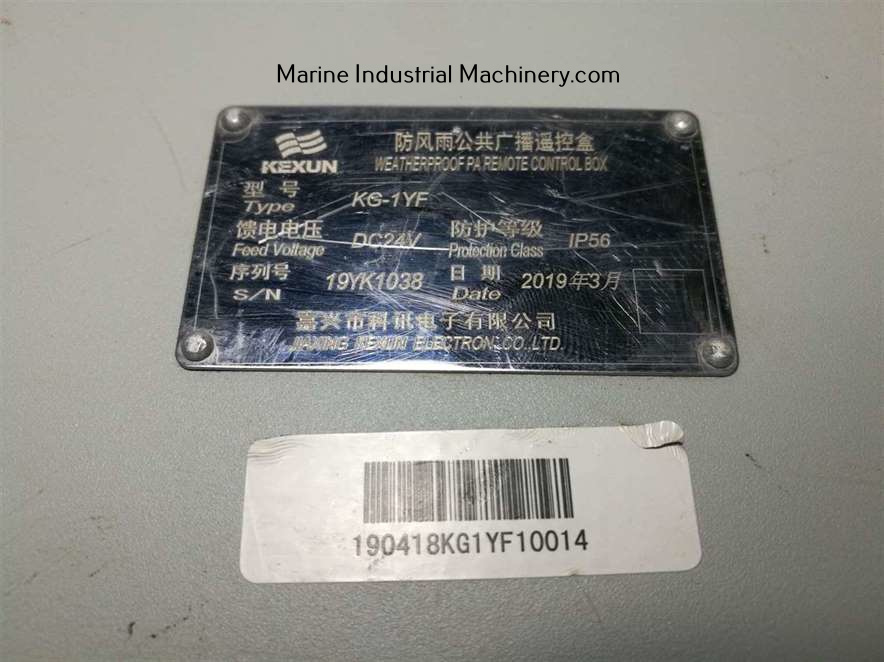 Marine Industrial Machinery.com
防风雨公共广播遥控盒
KEXUN
WEATHERPROOF PA REMOTE CONTROL BOX
型号 KG-1YF
Type
馈电电压 DC24V 防护等级 IP56
Feed Voltage Protection Class
序列号 19YK1038 日期 2019年3月
S/N Date
嘉兴市科讯电子有限公司
JIAXING KEXUN ELECTRON.CO.,LTD.
190418KG1YF10014